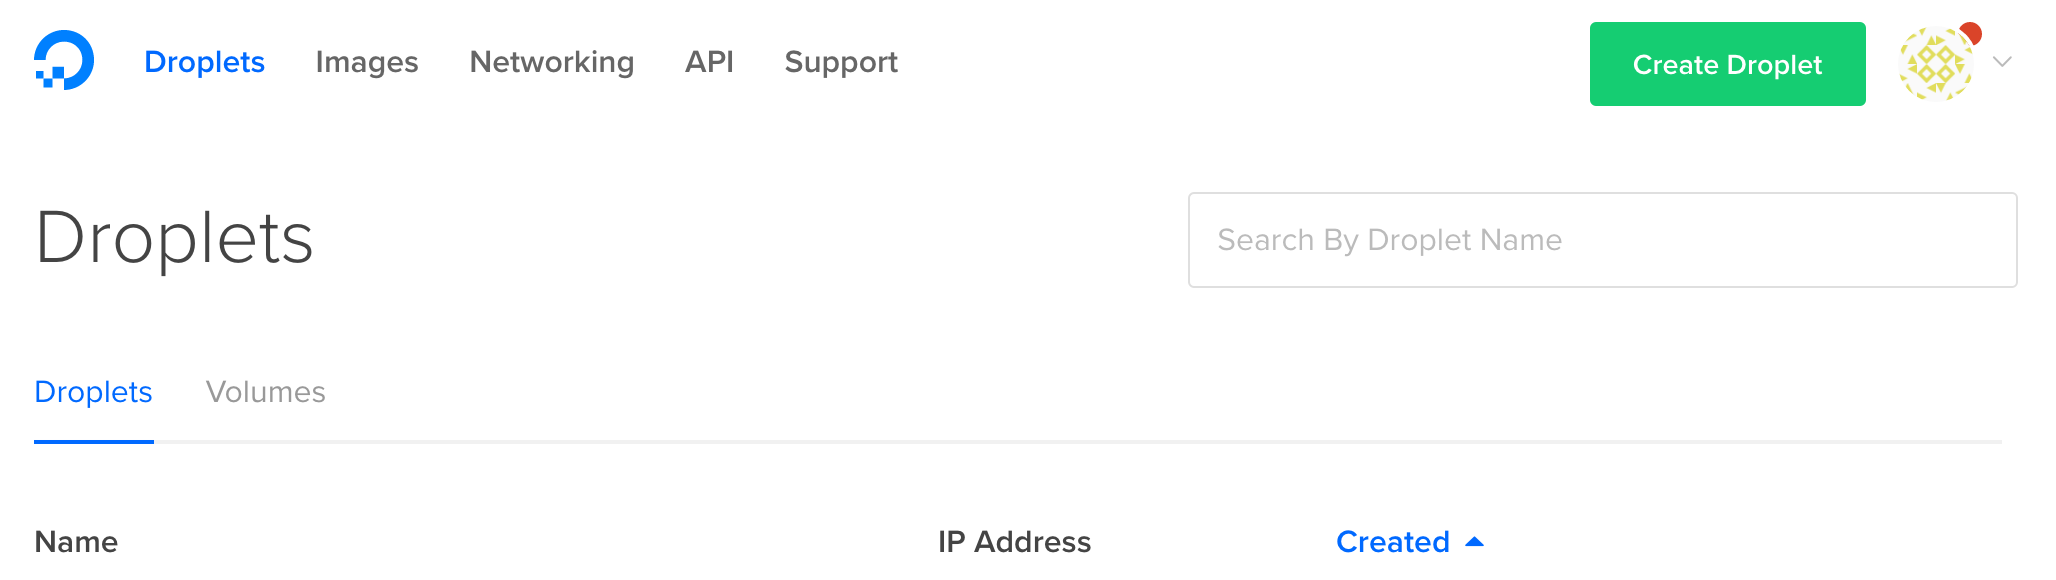 Droplets Images Networking API Support Create Droplet
Droplets Search By Droplet Name
Droplets Volumes
Name IP Address Created